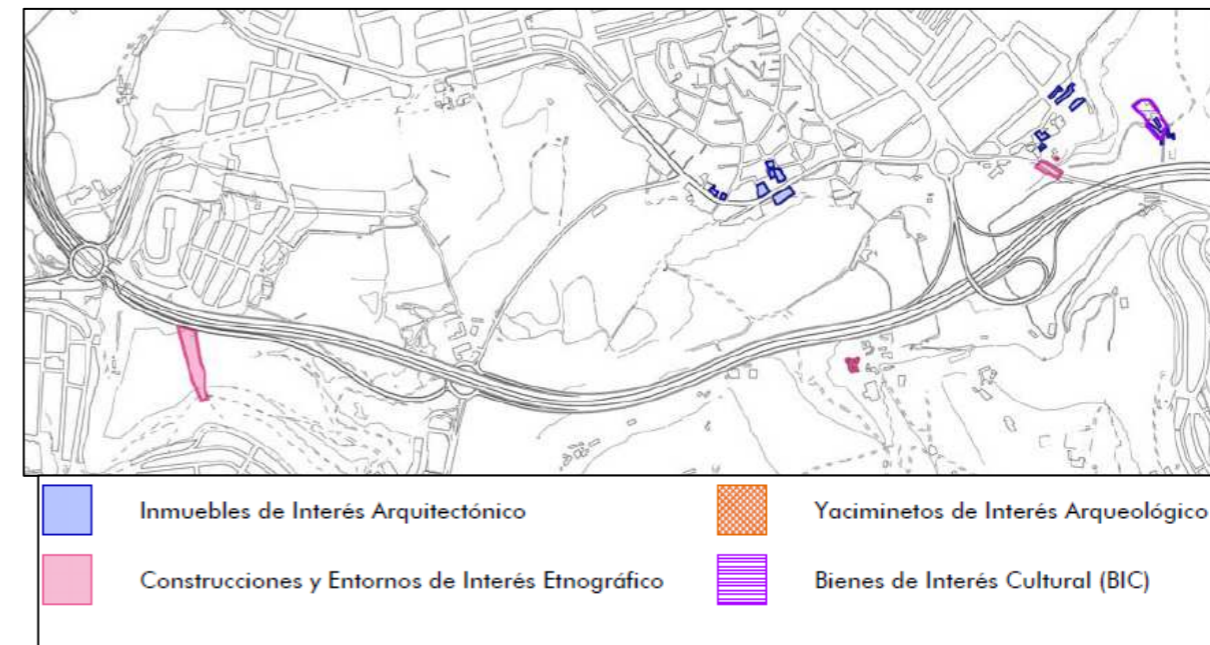 Inmuebles de Interés Arquitectónico
Yaciminetos de Interés Arqueológico
Construcciones y Entornos de Interés Etnográfico
Bienes de Interés Cultural (BIC)